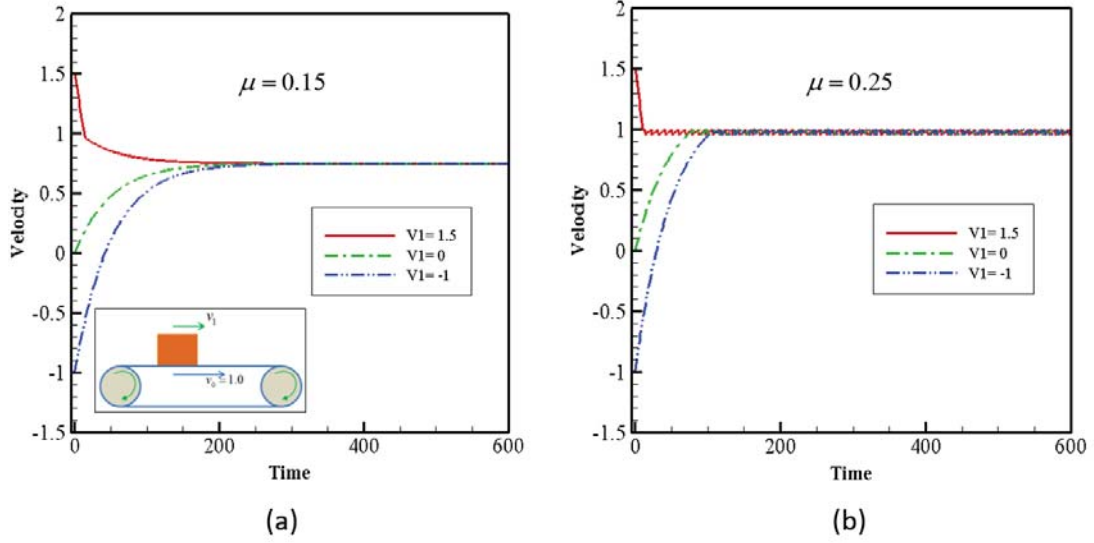 2
1.5
1
0.5
0
-0.5
-1
-1.5
Velocity
μ = 0.15
V1= 1.5
V1= 0
V1= -1
v₁
v₀ = 1.0
0
200
400
600
Time
(a)
2
1.5
1
0.5
0
-0.5
-1
-1.5
Velocity
μ = 0.25
V1= 1.5
V1= 0
V1= -1
0
200
400
600
Time
(b)